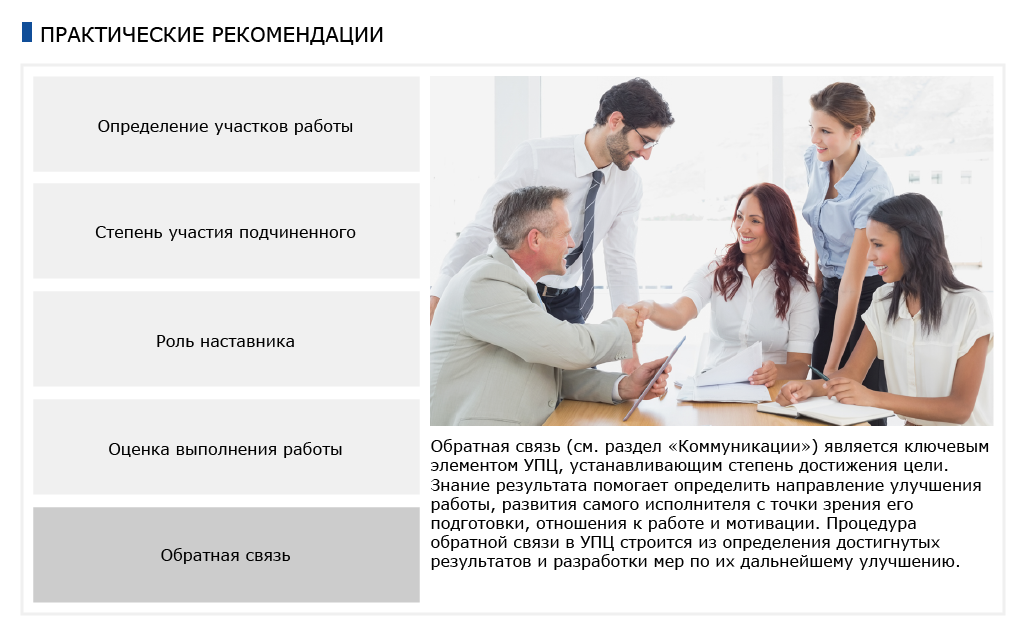 ПРАКТИЧЕСКИЕ РЕКОМЕНДАЦИИ
Определение участков работы
Степень участия подчиненного
Роль наставника
Оценка выполнения работы
Обратная связь
Обратная связь (см. раздел «Коммуникации») является ключевым
элементом УПЦ, устанавливающим степень достижения цели.
Знание результата помогает определить направление улучшения
работы, развития самого исполнителя с точки зрения его
подготовки, отношения к работе и мотивации. Процедура
обратной связи в УПЦ строится из определения достигнутых
результатов и разработки мер по их дальнейшему улучшению.